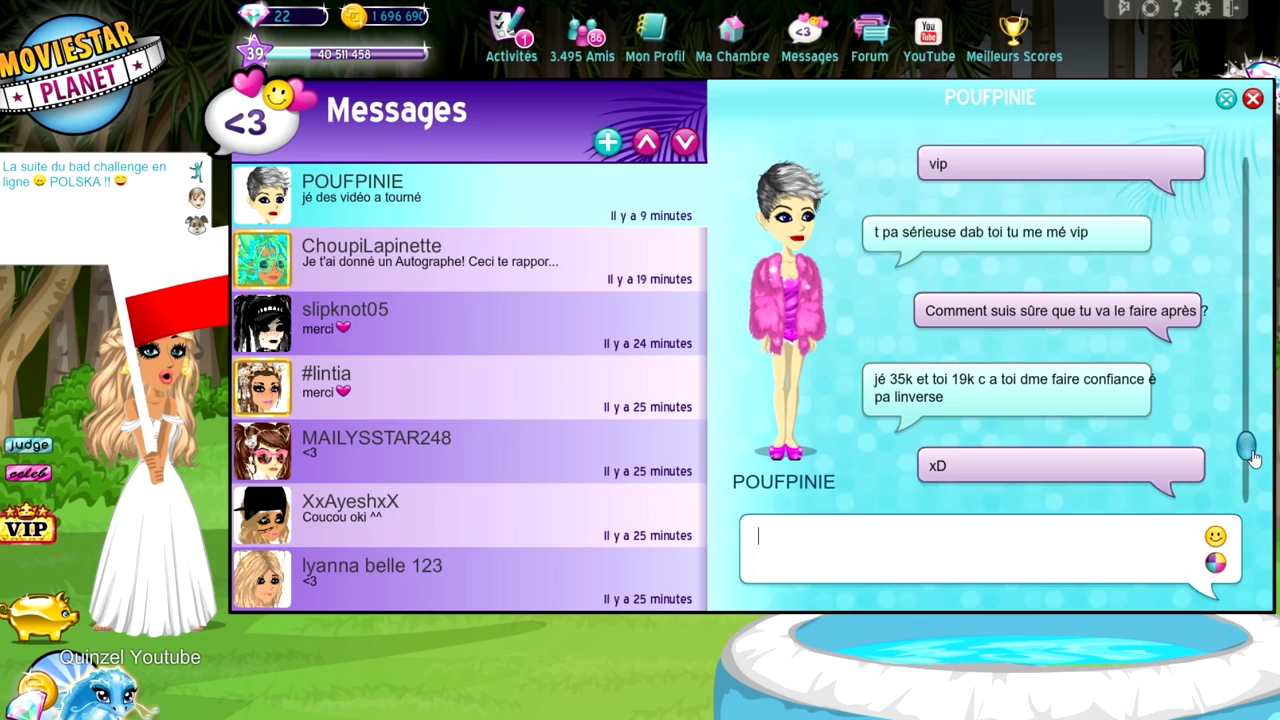 MOVIESTAR
PLANET
22
1 696 690
39
40 511 458
1
86
<3
Activités
3.495 Amis
Mon Profil
Ma Chambre
Messages
Forum
You
Tube
YouTube
Meilleurs Scores
<3
Messages
POUFPINIE
jé des vidéo a tourné
Il y a 9 minutes
ChoupiLapinette
Je t'ai donné un Autographe! Ceci te rappor...
Il y a 19 minutes
slipknot05
merci
Il y a 24 minutes
#lintia
merci
Il y a 25 minutes
MAILYSSTAR248
<3
Il y a 25 minutes
XxAyeshxX
Coucou oki ^^
Il y a 25 minutes
lyanna belle 123
<3
Il y a 25 minutes
POUFPINIE
vip
t pa sérieuse dab toi tu me mé vip
Comment suis sûre que tu va le faire après ?
jé 35k et toi 19k c a toi dme faire confiance é
pa linverse
xD
POUFPINIE
La suite du bad challenge en
ligne POLSKA !!
judge
celeb
VIP
Quinzel Youtube